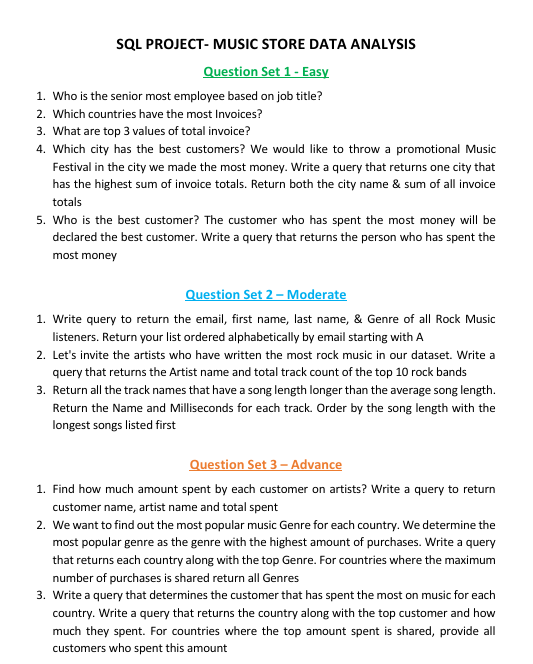 SQL PROJECT- MUSIC STORE DATA ANALYSIS
Question Set 1 - Easy
1. Who is the senior most employee based on job title?
2. Which countries have the most Invoices?
3. What are top 3 values of total invoice?
4. Which city has the best customers? We would like to throw a promotional Music
Festival in the city we made the most money. Write a query that returns one city that
has the highest sum of invoice totals. Return both the city name & sum of all invoice
totals
5. Who is the best customer? The customer who has spent the most money will be
declared the best customer. Write a query that returns the person who has spent the
most money
Question Set 2 – Moderate
1. Write query to return the email, first name, last name, & Genre of all Rock Music
listeners. Return your list ordered alphabetically by email starting with A
2. Let's invite the artists who have written the most rock music in our dataset. Write a
query that returns the Artist name and total track count of the top 10 rock bands
3. Return all the track names that have a song length longer than the average song length.
Return the Name and Milliseconds for each track. Order by the song length with the
longest songs listed first
Question Set 3 – Advance
1. Find how much amount spent by each customer on artists? Write a query to return
customer name, artist name and total spent
2. We want to find out the most popular music Genre for each country. We determine the
most popular genre as the genre with the highest amount of purchases. Write a query
that returns each country along with the top Genre. For countries where the maximum
number of purchases is shared return all Genres
3. Write a query that determines the customer that has spent the most on music for each
country. Write a query that returns the country along with the top customer and how
much they spent. For countries where the top amount spent is shared, provide all
customers who spent this amount